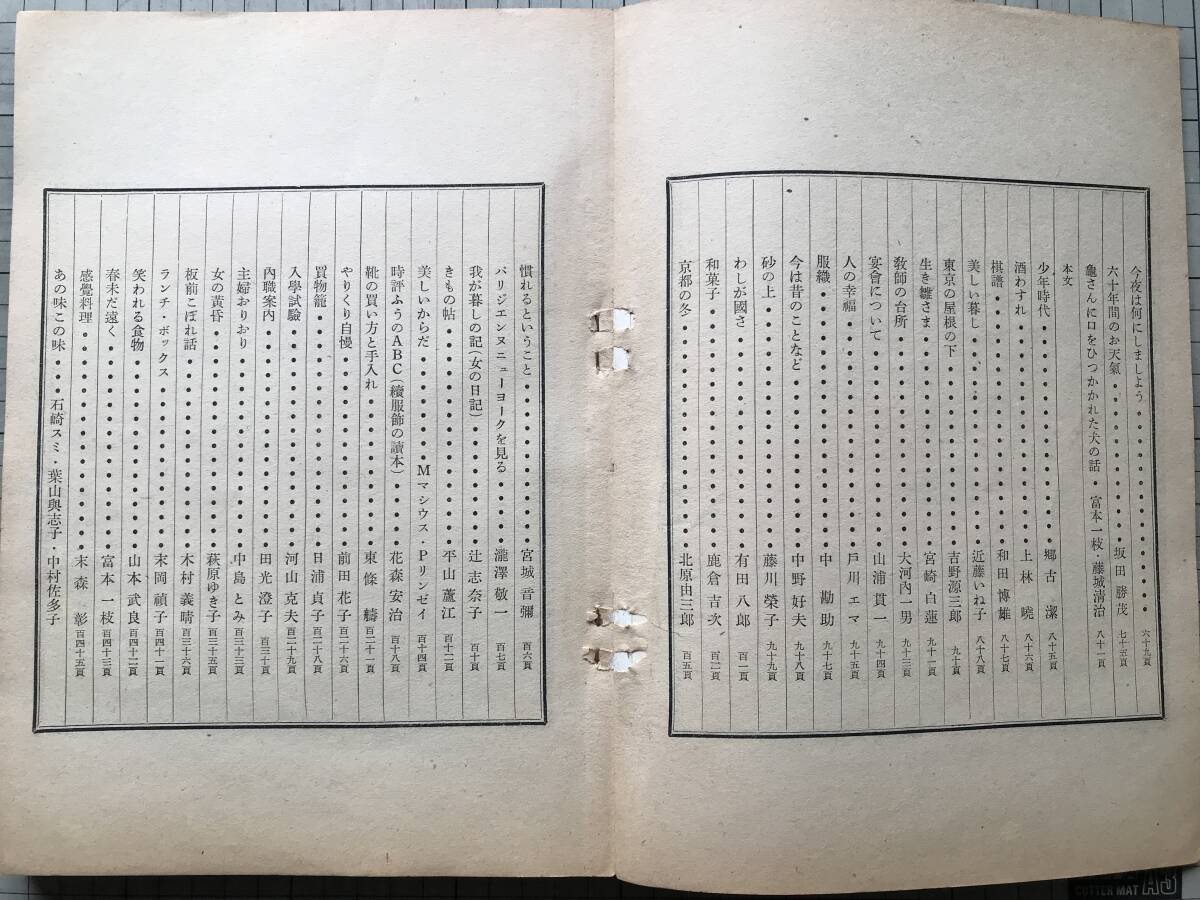 今夜は何にしましよう・・・・・・・・・・・六十九頁
六十年間のお天氣・・・・・・・・坂田勝茂 七十五頁
龜さんに口をひつかかれた犬の話・富本一枝・藤城清治 八十一頁
本文
少年時代・・・・・・・・・・・・郷古潔 八十五頁
酒わすれ・・・・・・・・・・・・上林曉 八十六頁
棋譜・・・・・・・・・・・・・・和田博雄 八十七頁
美しい暮し・・・・・・・・・・・近藤いね子 八十八頁
東京の屋根の下・・・・・・・・・吉野源三郎 九十頁
生き雛さま・・・・・・・・・・・宮崎白蓮 九十一頁
敎師の台所・・・・・・・・・・・大河內一男 九十三頁
宴會について・・・・・・・・・・山浦貫一 九十四頁
人の幸福・・・・・・・・・・・・戶川エマ 九十五頁
服織・・・・・・・・・・・・・・中勘助 九十七頁
今は昔のことなど・・・・・・・・中野好夫 九十八頁
砂の上・・・・・・・・・・・・・藤川榮子 九十九頁
わしが國さ・・・・・・・・・・・有田八郎 百一頁
和菓子・・・・・・・・・・・・・鹿倉吉次 百二頁
京都の冬・・・・・・・・・・・・北原由三郎 百五頁
慣れるということ・・・・・・・・宮城音彌 百六頁
パリジエンヌニューヨークを見る・・・・瀧澤敬一 百七頁
我が暮しの記(女の日記)・・・・・辻志奈子 百十頁
きもの帖・・・・・・・・・・・・平山蘆江 百十二頁
美しいからだ・・・・・・Mマシウス・Pリンゼイ 百十四頁
時評ふうのABC(續服飾の讀本)・・・・花森安治 百十八頁
靴の買い方と手入れ・・・・・・・東條幬 百二十一頁
やりくり自慢・・・・・・・・・・前田花子 百二十六頁
買物籠・・・・・・・・・・・・・日浦貞子 百二十八頁
入學試驗・・・・・・・・・・・・河山克夫 百二十九頁
內職案內・・・・・・・・・・・・田光澄子 百三十頁
主婦おりおり・・・・・・・・・・中島とみ 百三十三頁
女の黃昏・・・・・・・・・・・・萩原ゆき子 百三十五頁
板前こぼれ話・・・・・・・・・・木村義晴 百三十六頁
ランチ・ボックス・・・・・・・・末岡禎子 百四十一頁
笑われる食物・・・・・・・・・・山本武良 百四十二頁
春未だ遠く・・・・・・・・・・・富本一枝 百四十三頁
感覺料理・・・・・・・・・・・・末森彰 百四十五頁
あの味この味・・・石崎スミ・葉山與志子・中村佐多子
CUTTER MAT A3